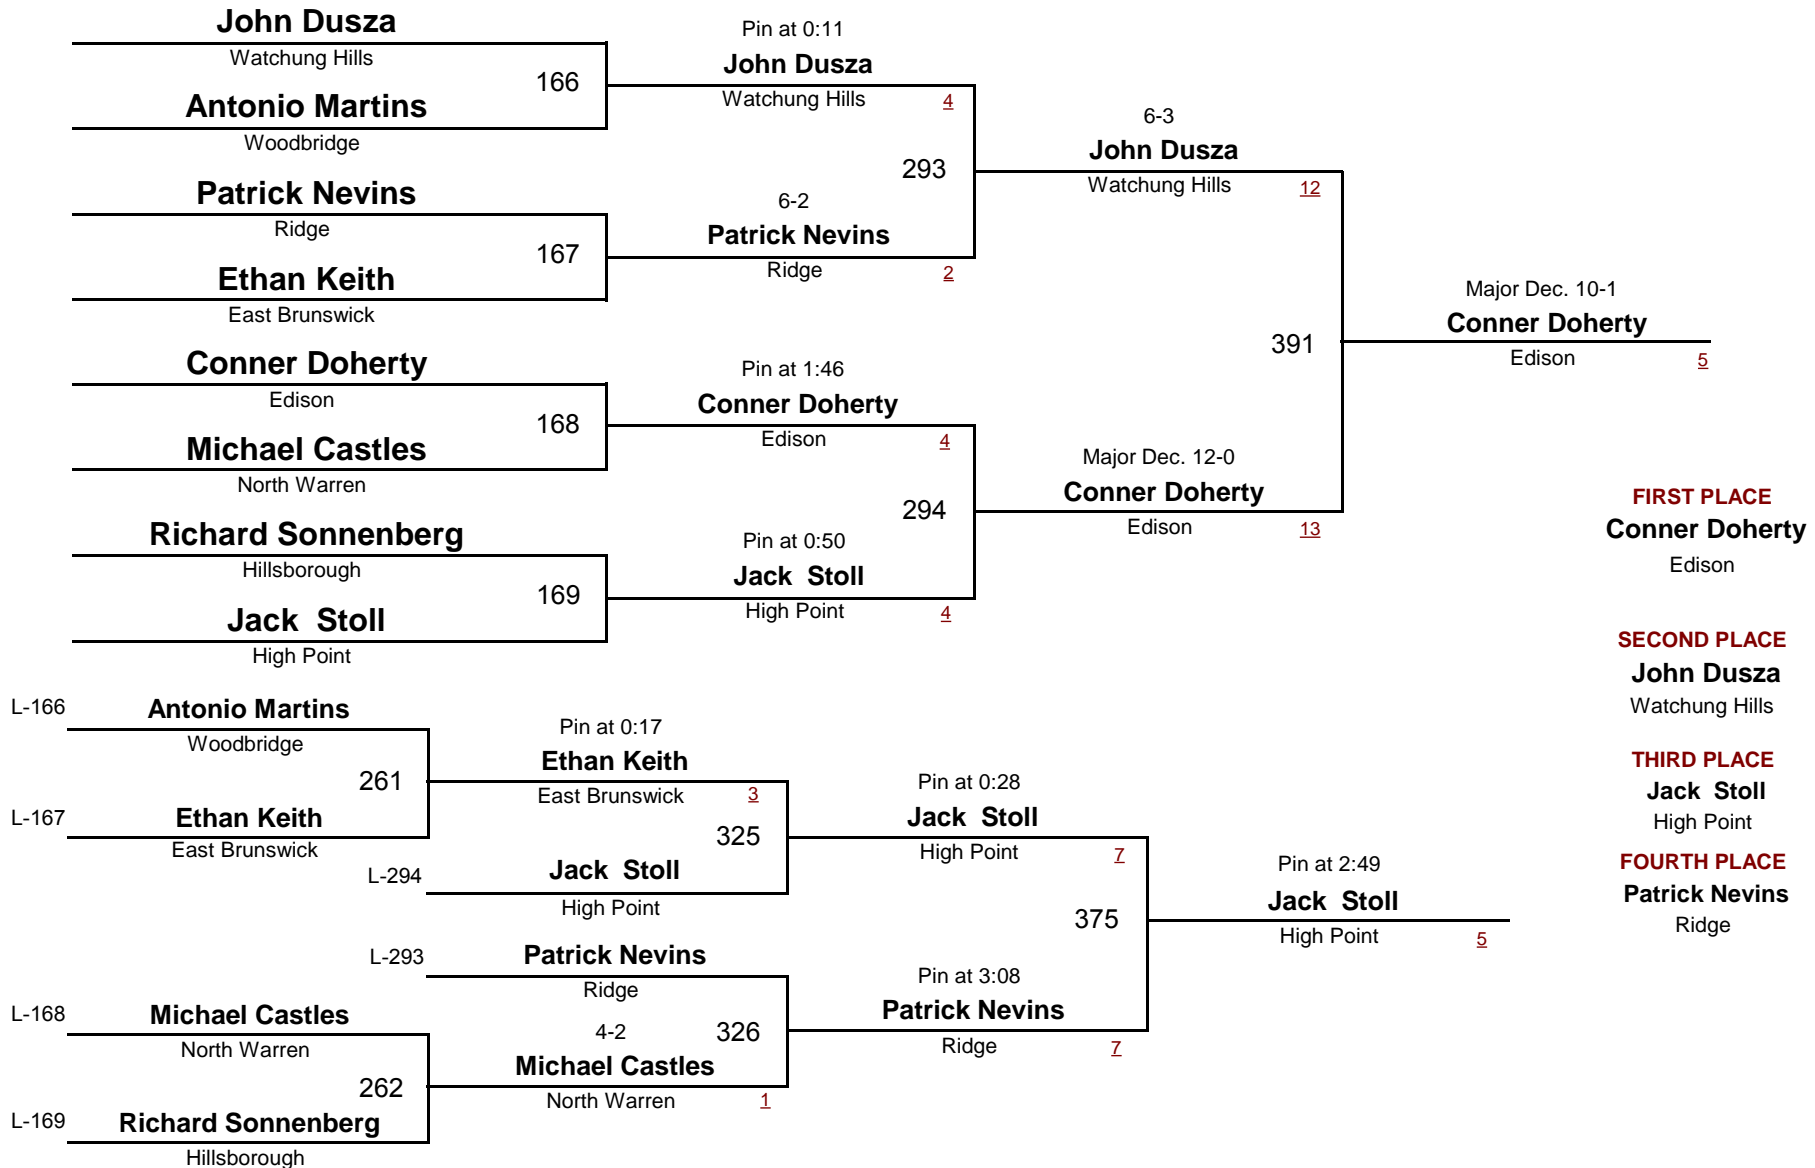 John Dusza
Watchung Hills
166
Antonio Martins
Woodbridge
Pin at 0:11
John Dusza
Watchung Hills 4
293
Patrick Nevins
Ridge
167
Ethan Keith
East Brunswick
6-2
Patrick Nevins
Ridge 2
6-3
John Dusza
Watchung Hills 12
391
Conner Doherty
Edison
168
Michael Castles
North Warren
Pin at 1:46
Conner Doherty
Edison 4
294
Richard Sonnenberg
Hillsborough
169
Jack Stoll
High Point
Pin at 0:50
Jack Stoll
High Point 4
Major Dec. 12-0
Conner Doherty
Edison 13
Major Dec. 10-1
Conner Doherty
Edison 5
FIRST PLACE
Conner Doherty
Edison
SECOND PLACE
John Dusza
Watchung Hills
THIRD PLACE
Jack Stoll
High Point
FOURTH PLACE
Patrick Nevins
Ridge
L-166 Antonio Martins
Woodbridge
261
L-167 Ethan Keith
East Brunswick
Pin at 0:17
Ethan Keith
East Brunswick 3
325
L-294 Jack Stoll
High Point
Pin at 0:28
Jack Stoll
High Point 7
375
L-293 Patrick Nevins
Ridge
326
L-168 Michael Castles
North Warren
262
L-169 Richard Sonnenberg
Hillsborough
4-2
Michael Castles
North Warren 1
Pin at 3:08
Patrick Nevins
Ridge 7
Pin at 2:49
Jack Stoll
High Point 5